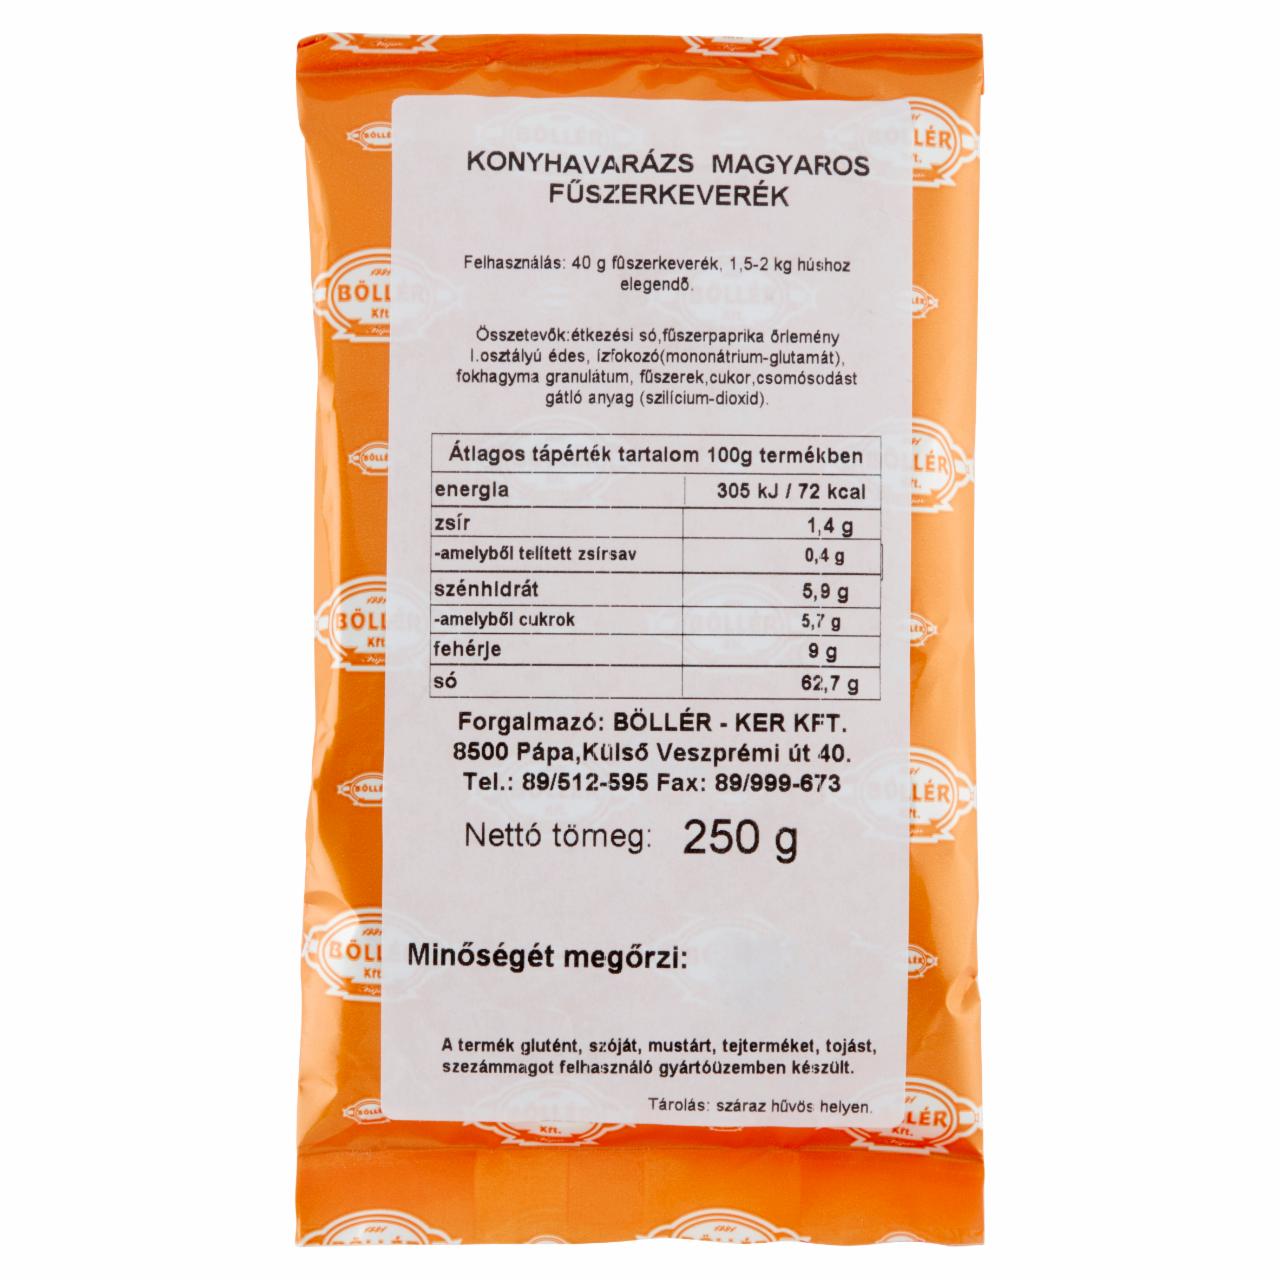 KONYHAVARÁZS MAGYAROS
FŰSZERKEVERÉK
Felhasználás: 40 g fűszerkeverék, 1,5-2 kg húshoz
elegendő.
Összetevők:étkezési só,fűszerpaprika őrlemény
I.osztályú édes, ízfokozó(mononátrium-glutamát),
fokhagyma granulátum, fűszerek,cukor,csomósodást
gátló anyag (szilícium-dioxid).
Átlagos tápérték tartalom 100g termékben
energia 305 kJ / 72 kcal
zsír 1,4 g
-amelyből telített zsírsav 0,4 g
szénhidrát 5,9 g
-amelyből cukrok 5,7 g
fehérje 9 g
só 62,7 g
Forgalmazó: BÖLLÉR - KER KFT.
8500 Pápa,Külső Veszprémi út 40.
Tel.: 89/512-595 Fax: 89/999-673
Nettó tömeg: 250 g
Minőségét megőrzi:
A termék glutént, szóját, mustárt, tejterméket, tojást,
szezámmagot felhasználó gyártóüzemben készült.
Tárolás: száraz hűvös helyen.
1991
BÖLLÉR
Kft.